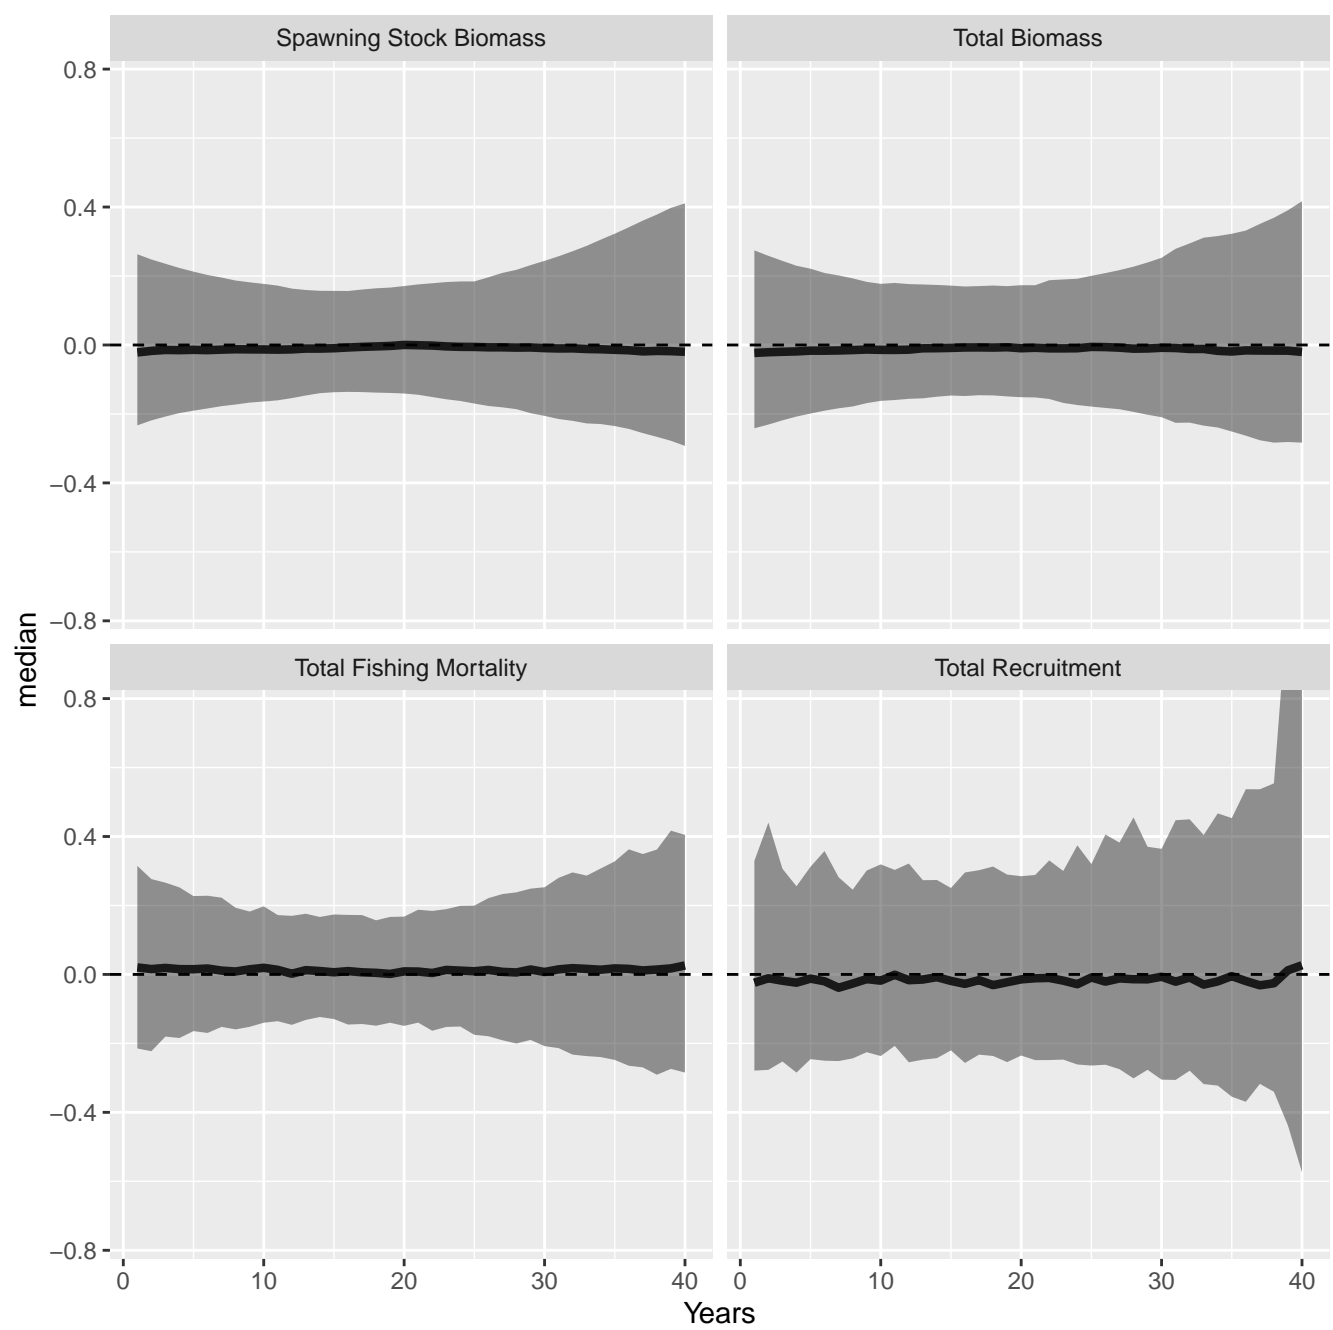 Spawning Stock Biomass
Total Biomass
0.8
0.4
0.0
−0.4
−0.8
median
Total Fishing Mortality
Total Recruitment
0.8
0.4
0.0
−0.4
−0.8
0 10 20 30 40
0 10 20 30 40
Years